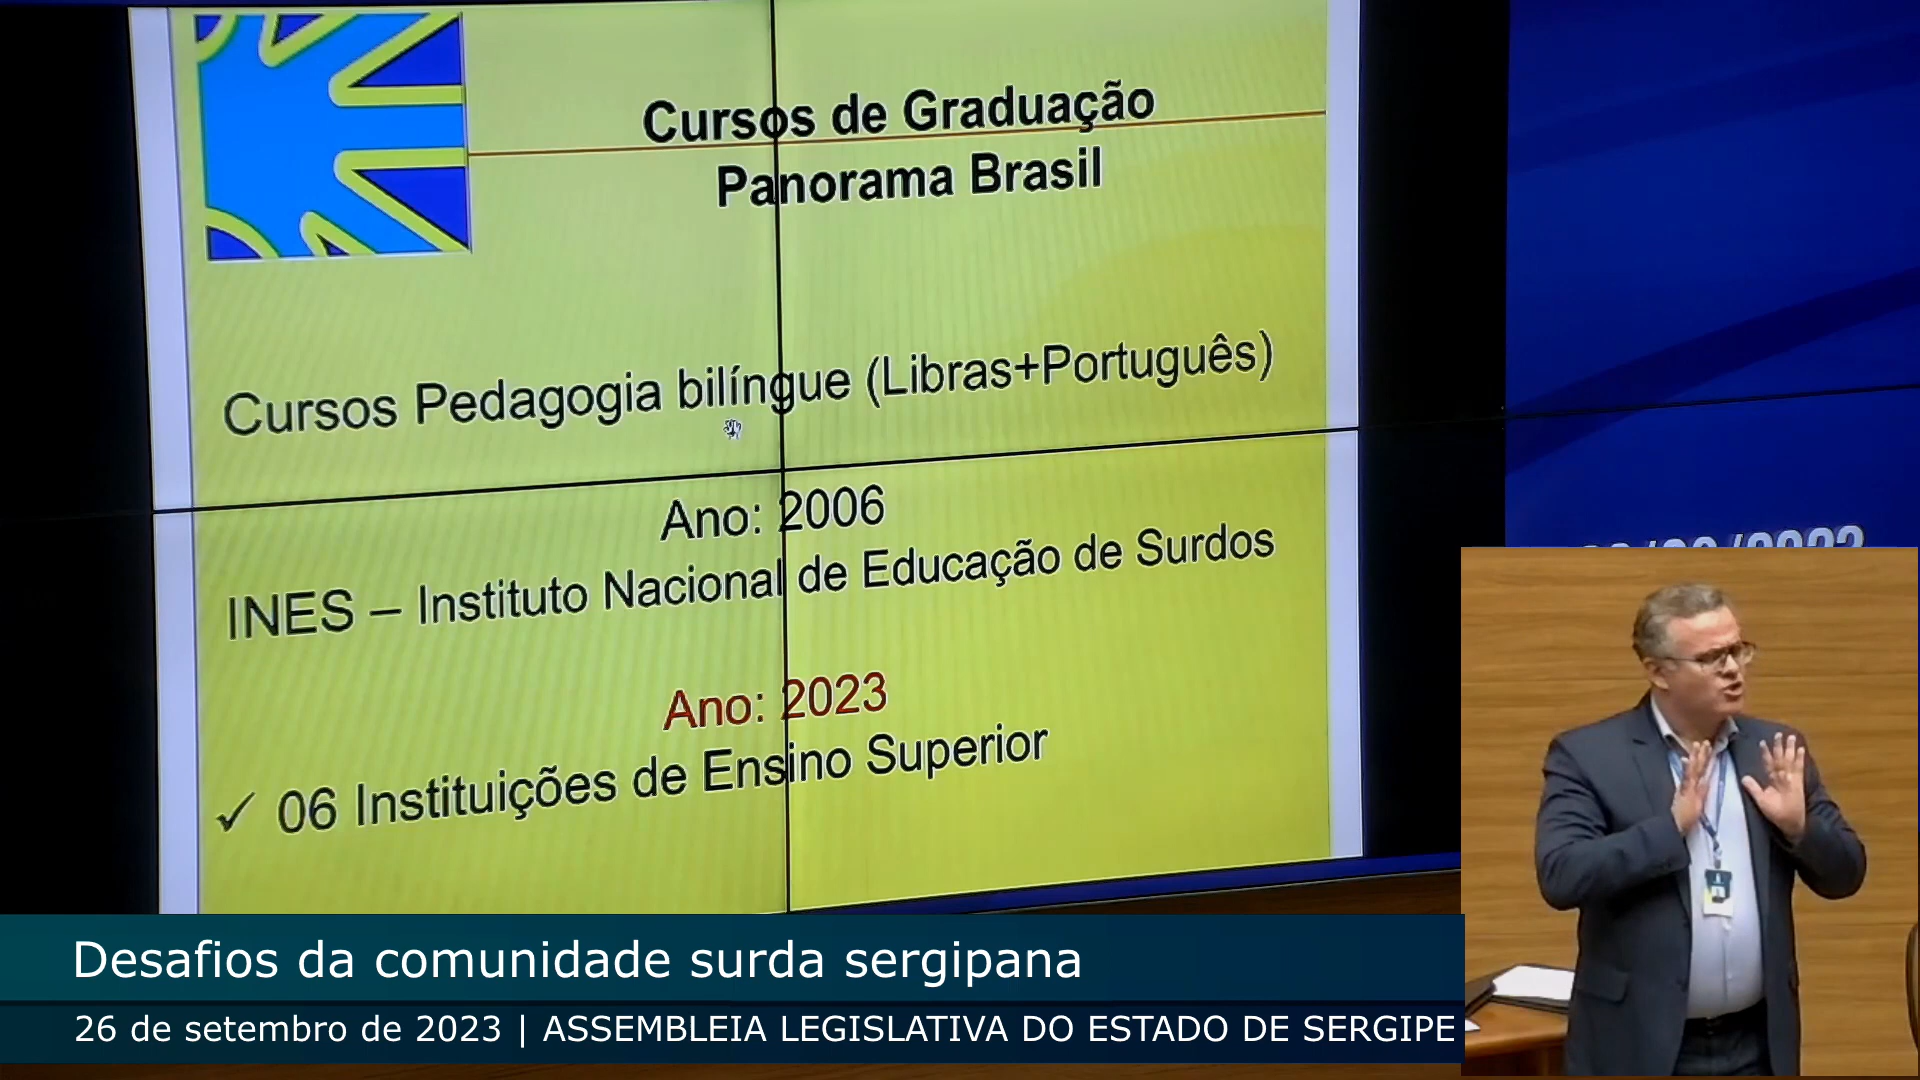 Cursos de Graduação
Panorama Brasil
Cursos Pedagogia bilíngue (Libras+Português)
Ano: 2006
INES – Instituto Nacional de Educação de Surdos
Ano: 2023
✓ 06 Instituições de Ensino Superior
Desafios da comunidade surda sergipana
26 de setembro de 2023 | ASSEMBLEIA LEGISLATIVA DO ESTADO DE SERGIPE